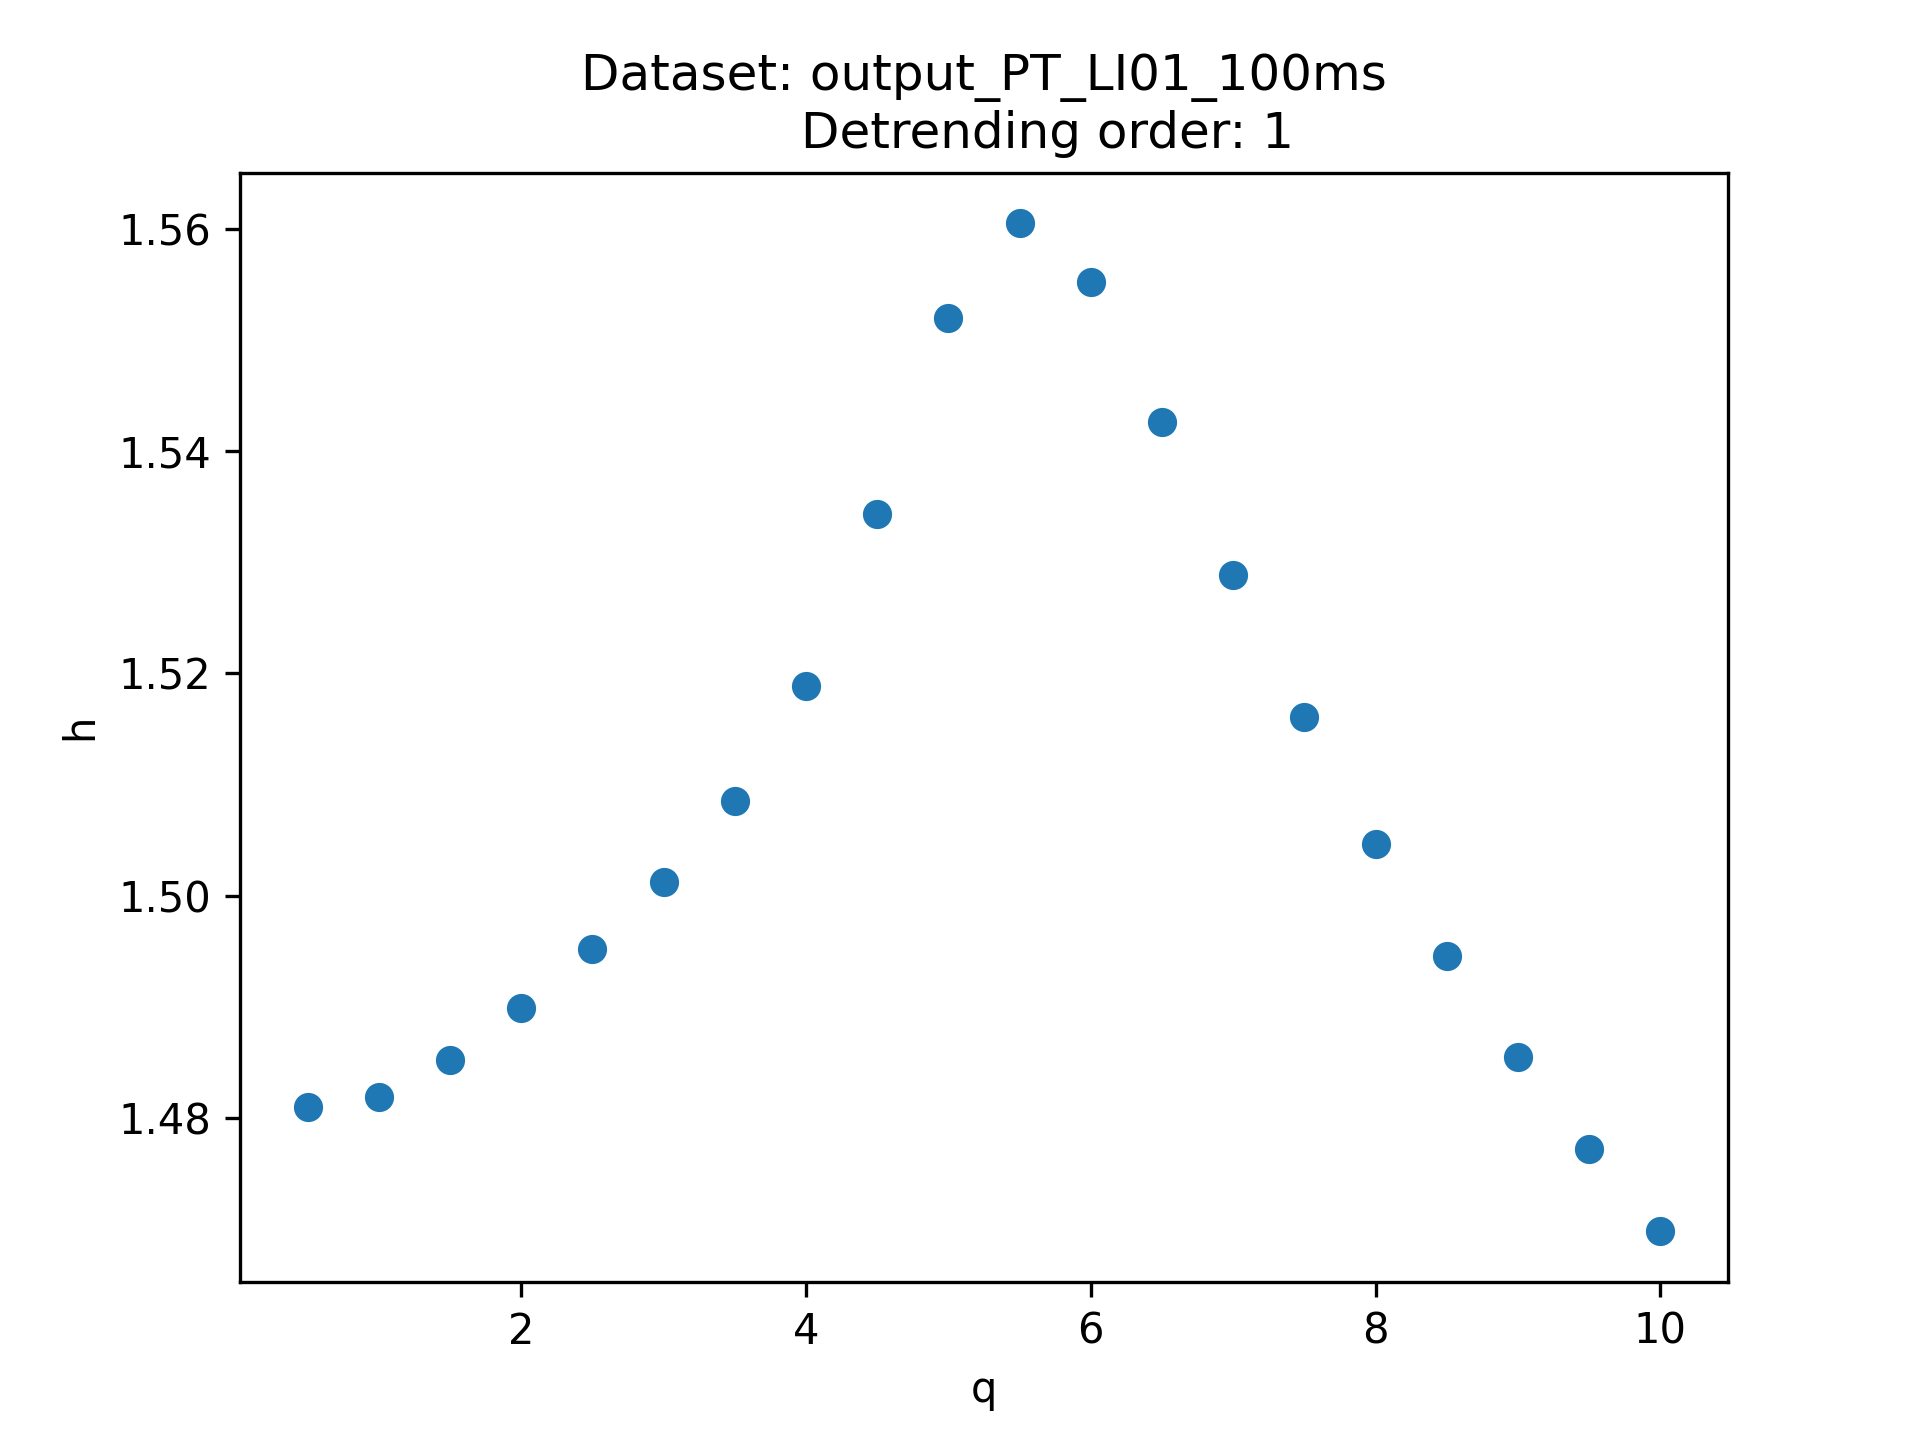 Dataset: output_PT_LI01_100ms
Detrending order: 1
1.56
1.54
1.52
1.50
1.48
h
2 4 6 8 10
q